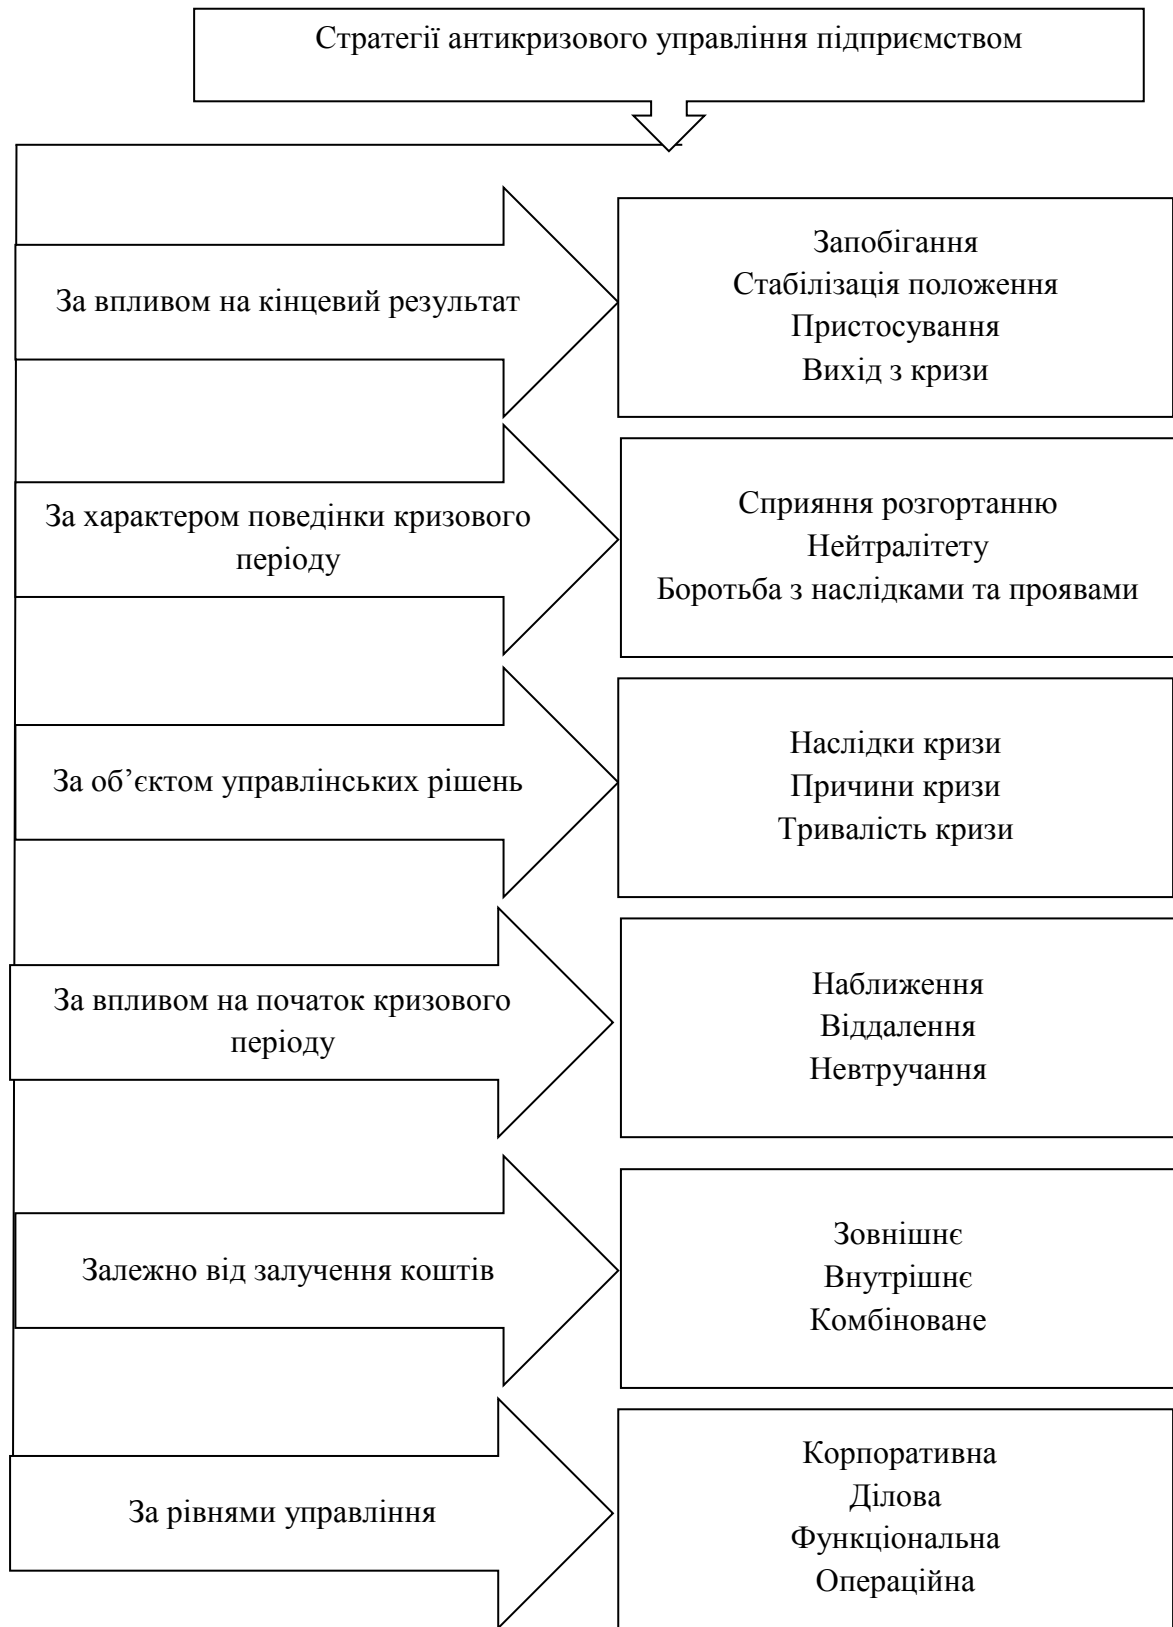 Стратегії антикризового управління підприємством
За впливом на кінцевий результат
Запобігання
Стабілізація положення
Пристосування
Вихід з кризи
За характером поведінки кризового
періоду
Сприяння розгортанню
Нейтралітету
Боротьба з наслідками та проявами
За об’єктом управлінських рішень
Наслідки кризи
Причини кризи
Тривалість кризи
За впливом на початок кризового
періоду
Наближення
Віддалення
Невтручання
Залежно від залучення коштів
Зовнішнє
Внутрішнє
Комбіноване
За рівнями управління
Корпоративна
Ділова
Функціональна
Операційна